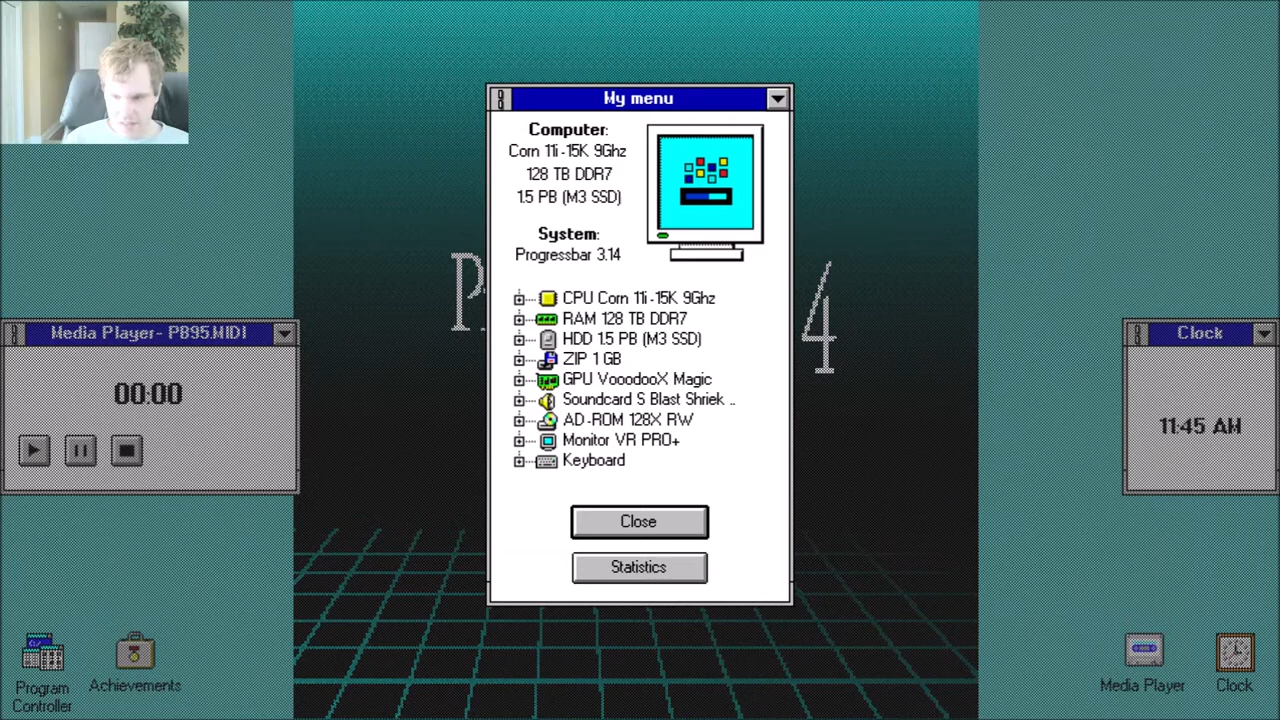 My menu
Computer:
Corn 11i-15K 9Ghz
128 TB DDR7
1.5 PB (M3 SSD)
System:
Progressbar 3.14
CPU Corn 11i-15K 9Ghz
RAM 128 TB DDR7
HDD 1.5 PB (M3 SSD)
ZIP 1 GB
GPU VooodooX Magic
Soundcard S Blast Shriek ..
AD-ROM 128X RW
Monitor VR PRO+
Keyboard
Close
Statistics
Media Player- PB95.MIDI
00:00
Clock
11:45 AM
P
4
Program
Controller
Achievements
Media Player
Clock